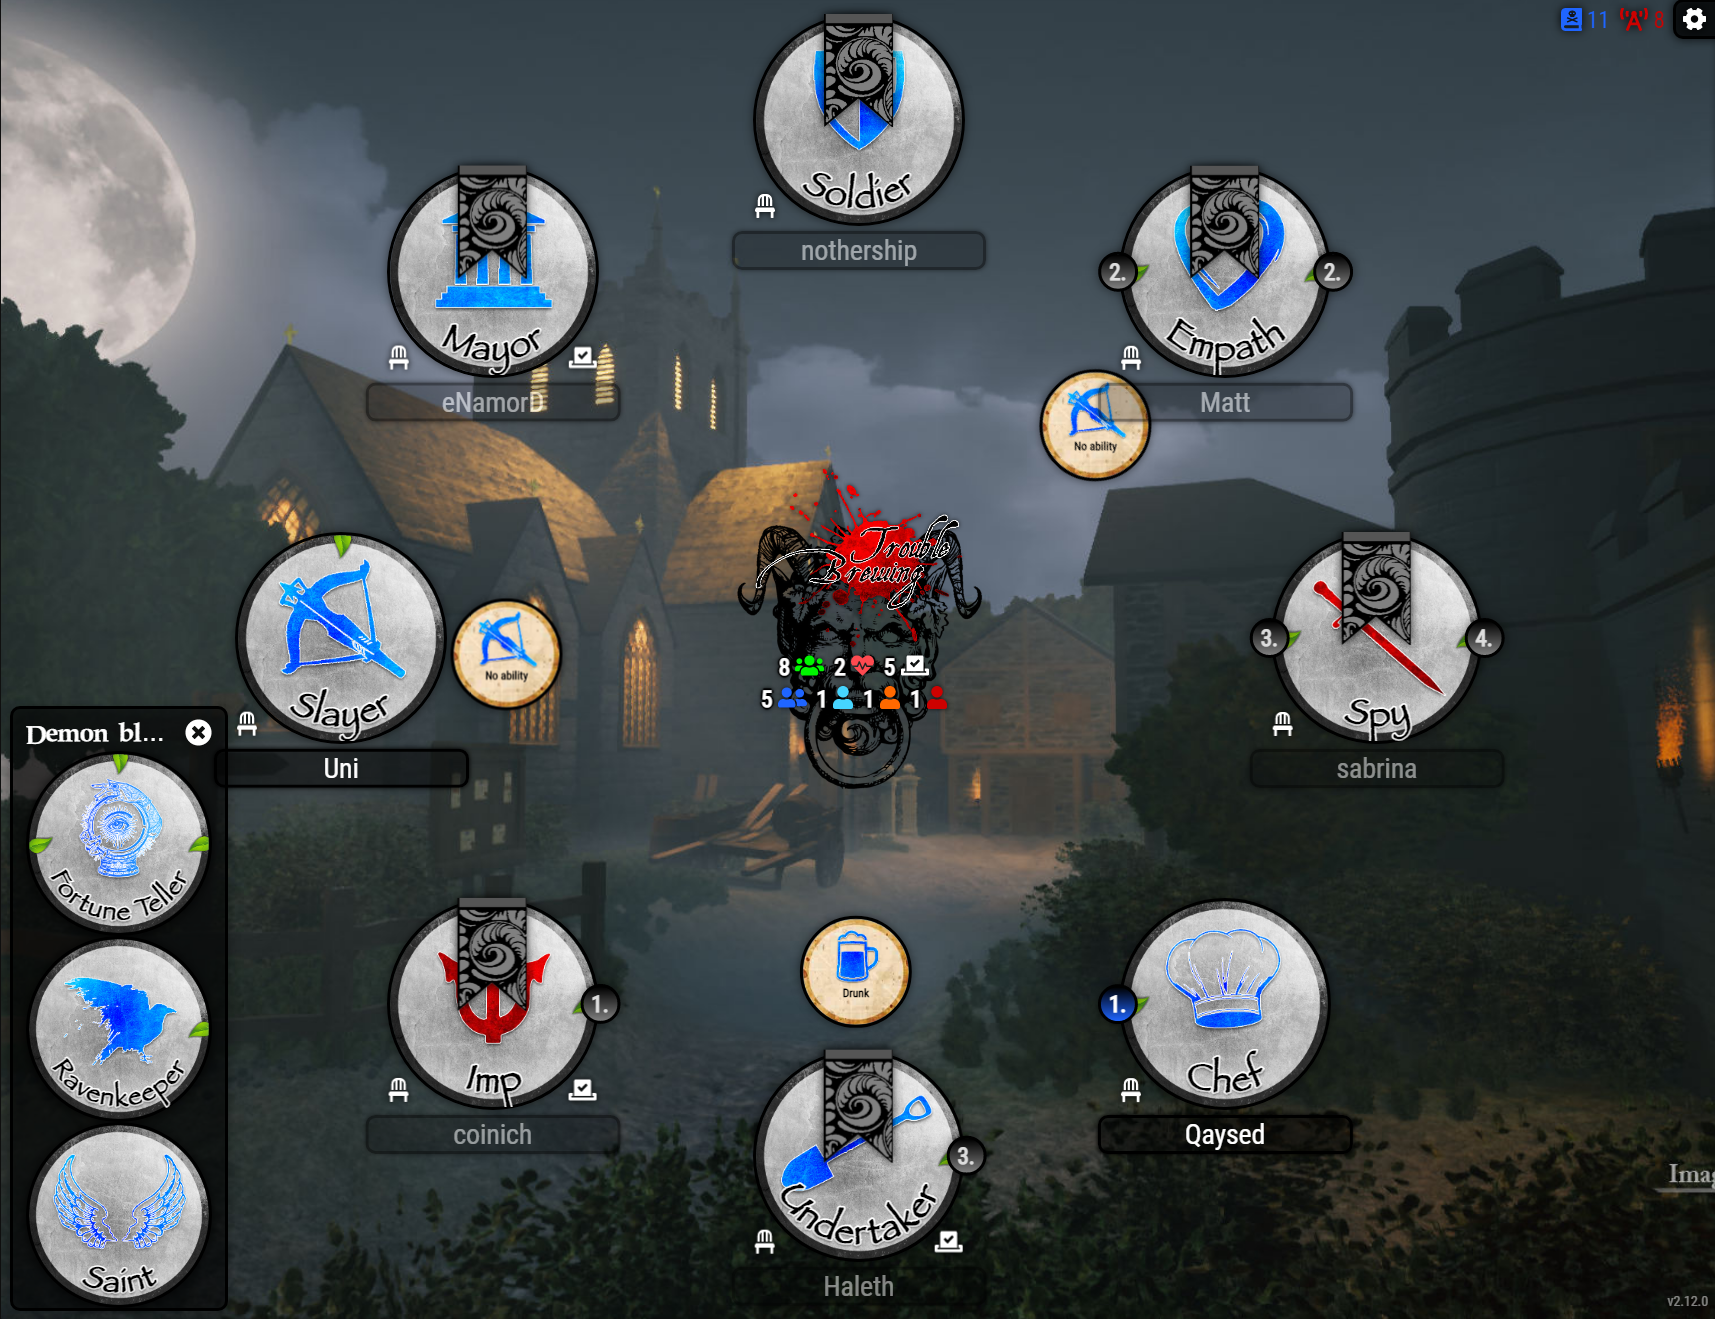 11 8
Soldier
nothership
Mayor
eNamorD
2. 2.
Empath
Matt
No ability
Trouble
Brewing
8 2 5
5 1 1 1
Slayer
No ability
Uni
3. 4.
Spy
sabrina
Demon bl...
Fortune Teller
Ravenkeeper
Saint
1.
Imp
coinich
Drunk
3.
Undertaker
Haleth
1.
Chef
Qaysed
Imag
v2.12.0